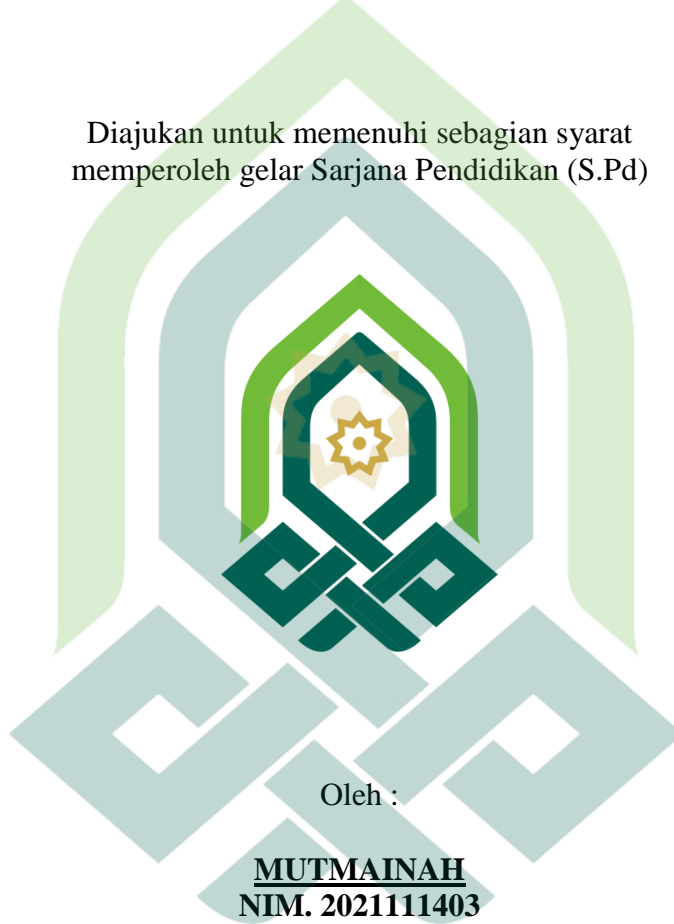 Diajukan untuk memenuhi sebagian syarat
memperoleh gelar Sarjana Pendidikan (S.Pd)
Oleh :
MUTMAINAH
NIM. 2021111403